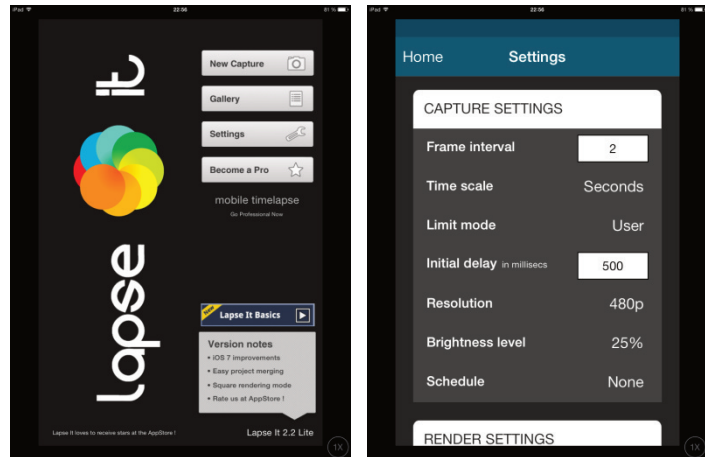 iPad
22:56
81 %
Lapse it
New Capture
Gallery
Settings
Become a Pro
mobile timelapse
Go Professional Now
New
Lapse It Basics
Version notes
• iOS 7 improvements
• Easy project merging
• Square rendering mode
• Rate us at AppStore !
Lapse It loves to receive stars at the AppStore !
Lapse It 2.2 Lite
1X
iPad
22:56
81 %
Home
Settings
CAPTURE SETTINGS
Frame interval 2
Time scale Seconds
Limit mode User
Initial delay in millisecs 500
Resolution 480p
Brightness level 25%
Schedule None
RENDER SETTINGS
1X